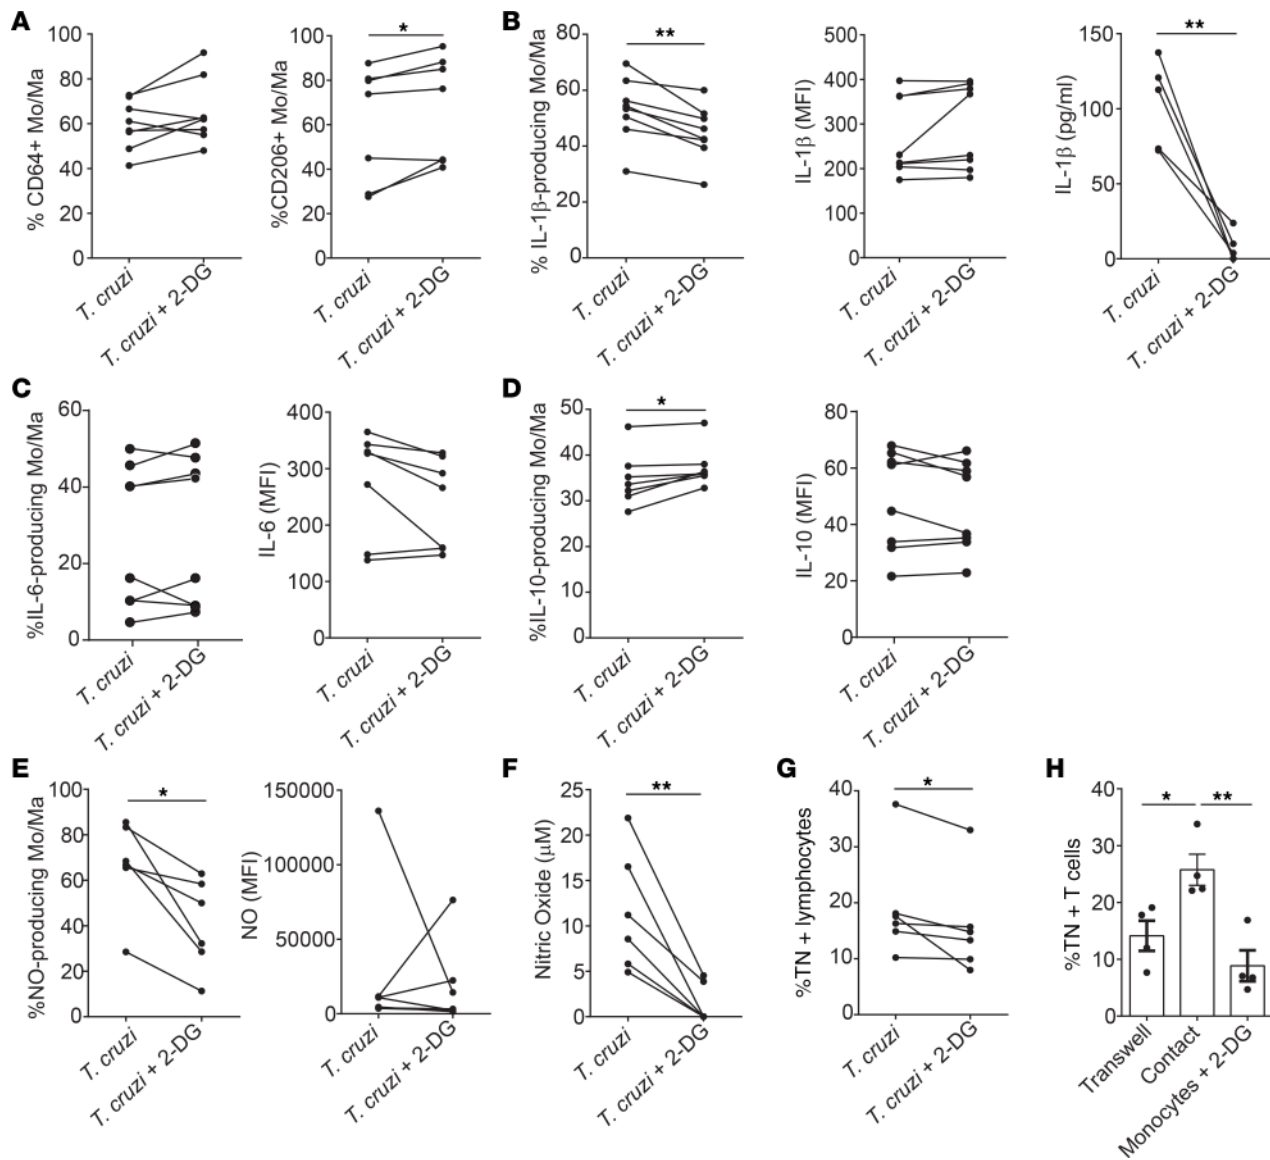 A
% CD64+ Mo/Ma
100
80
60
40
20
0
T. cruzi
T. cruzi + 2-DG
%CD206+ Mo/Ma
100
80
60
40
20
0
*
T. cruzi
T. cruzi + 2-DG
B
% IL-1β-producing Mo/Ma
80
60
40
20
0
**
T. cruzi
T. cruzi + 2-DG
IL-1β (MFI)
500
400
300
200
100
0
T. cruzi
T. cruzi + 2-DG
IL-1β (pg/ml)
150
100
50
0
**
T. cruzi
T. cruzi + 2-DG
C
%IL-6-producing Mo/Ma
60
40
20
0
T. cruzi
T. cruzi + 2-DG
IL-6 (MFI)
400
300
200
100
0
T. cruzi
T. cruzi + 2-DG
D
%IL-10-producing Mo/Ma
50
40
30
20
10
0
*
T. cruzi
T. cruzi + 2-DG
IL-10 (MFI)
80
60
40
20
0
T. cruzi
T. cruzi + 2-DG
E
%NO-producing Mo/Ma
100
80
60
40
20
0
*
T. cruzi
T. cruzi + 2-DG
NO (MFI)
150000
100000
50000
0
T. cruzi
T. cruzi + 2-DG
F
Nitric Oxide (μM)
25
20
15
10
5
0
**
T. cruzi
T. cruzi + 2-DG
G
%TN + lymphocytes
40
30
20
10
0
*
T. cruzi
T. cruzi + 2-DG
H
%TN + T cells
40
30
20
10
0
*
**
Transwell
Contact
Monocytes + 2-DG